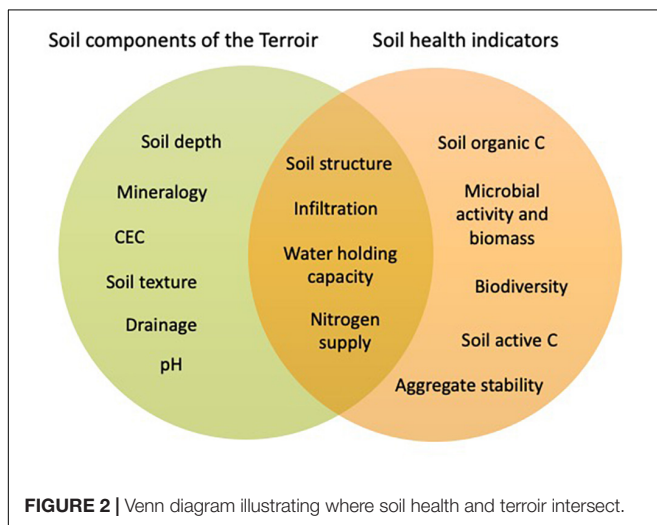 Soil components of the Terroir
Soil health indicators
Soil depth
Mineralogy
CEC
Soil texture
Drainage
pH
Soil structure
Infiltration
Water holding
capacity
Nitrogen
supply
Soil organic C
Microbial
activity and
biomass
Biodiversity
Soil active C
Aggregate stability
FIGURE 2 | Venn diagram illustrating where soil health and terroir intersect.